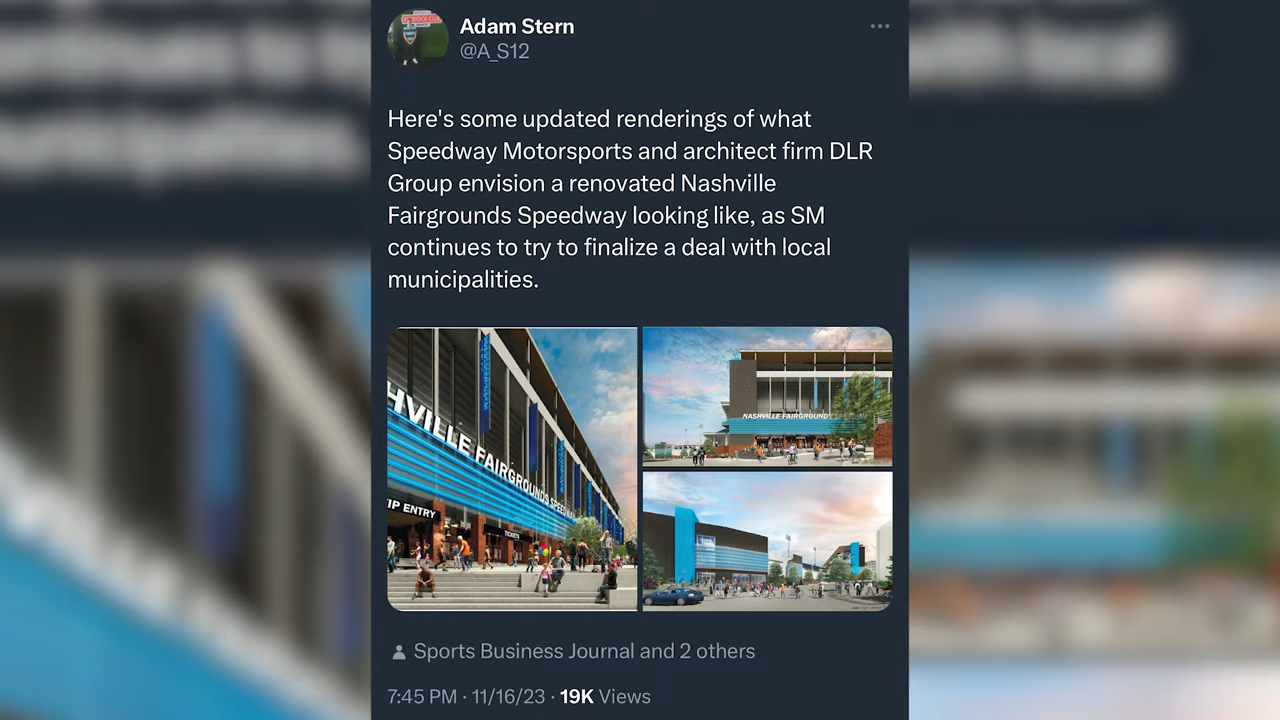 Adam Stern
@A_S12
Here's some updated renderings of what
Speedway Motorsports and architect firm DLR
Group envision a renovated Nashville
Fairgrounds Speedway looking like, as SM
continues to try to finalize a deal with local
municipalities.
HVILLE FAIRGROUNDS SPEEDWAY
IP ENTRY
TICKETS
NASHVILLE FAIRGROUNDS
Sports Business Journal and 2 others
7:45 PM · 11/16/23 · 19K Views